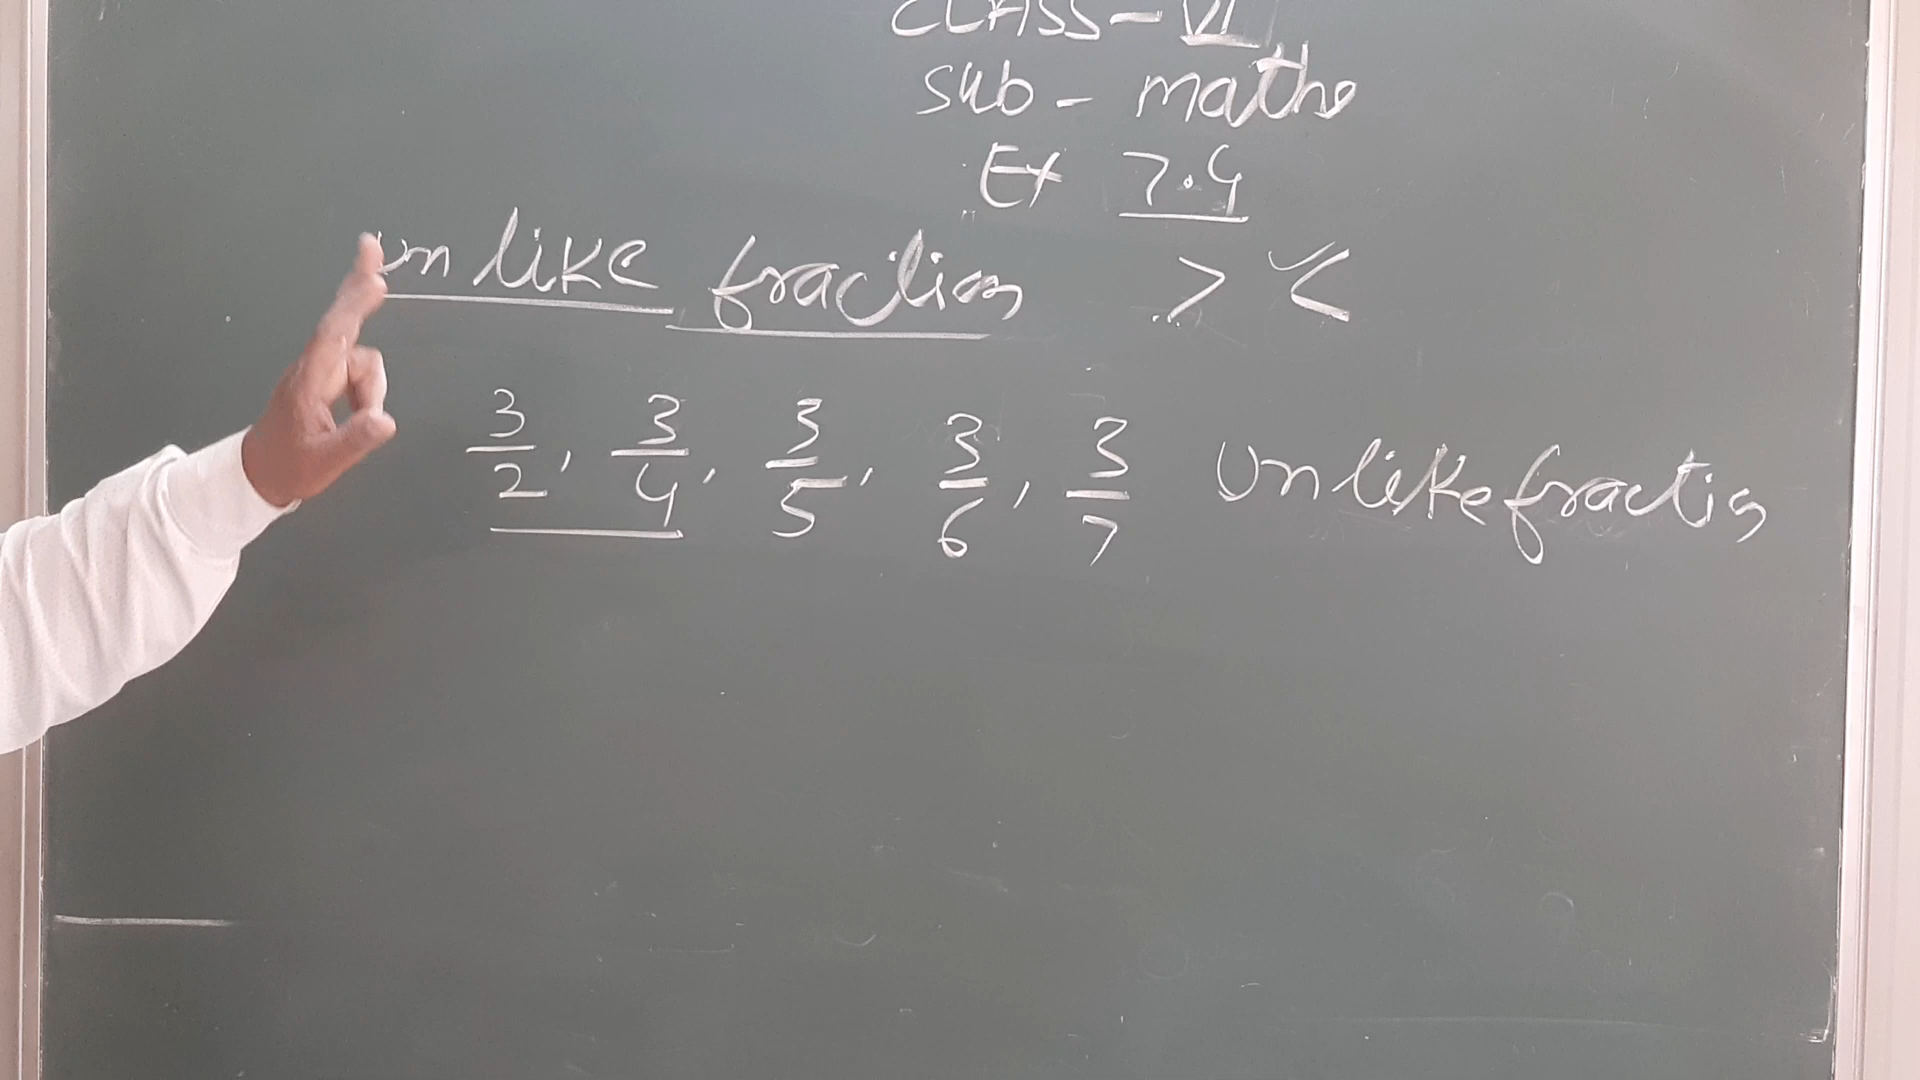 CLASS - VI
Sub - maths
Ex 7.4
unlike fraction > <
3/2, 3/4, 3/5, 3/6, 3/7 unlike fractin